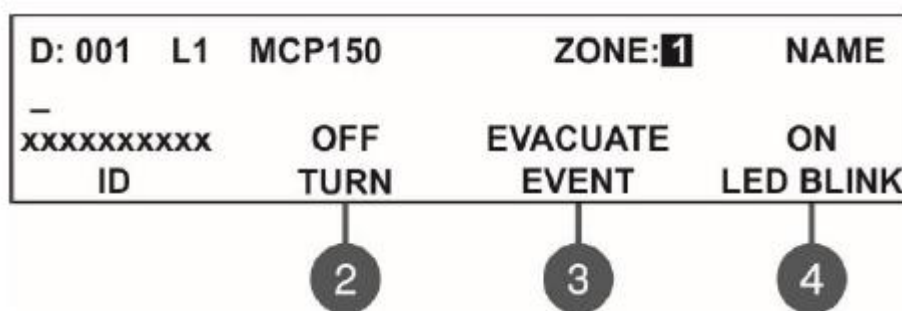 D: 001 L1 MCP150 ZONE:1 NAME
_
xxxxxxxxxx OFF EVACUATE ON
ID TURN EVENT LED BLINK
2 3 4